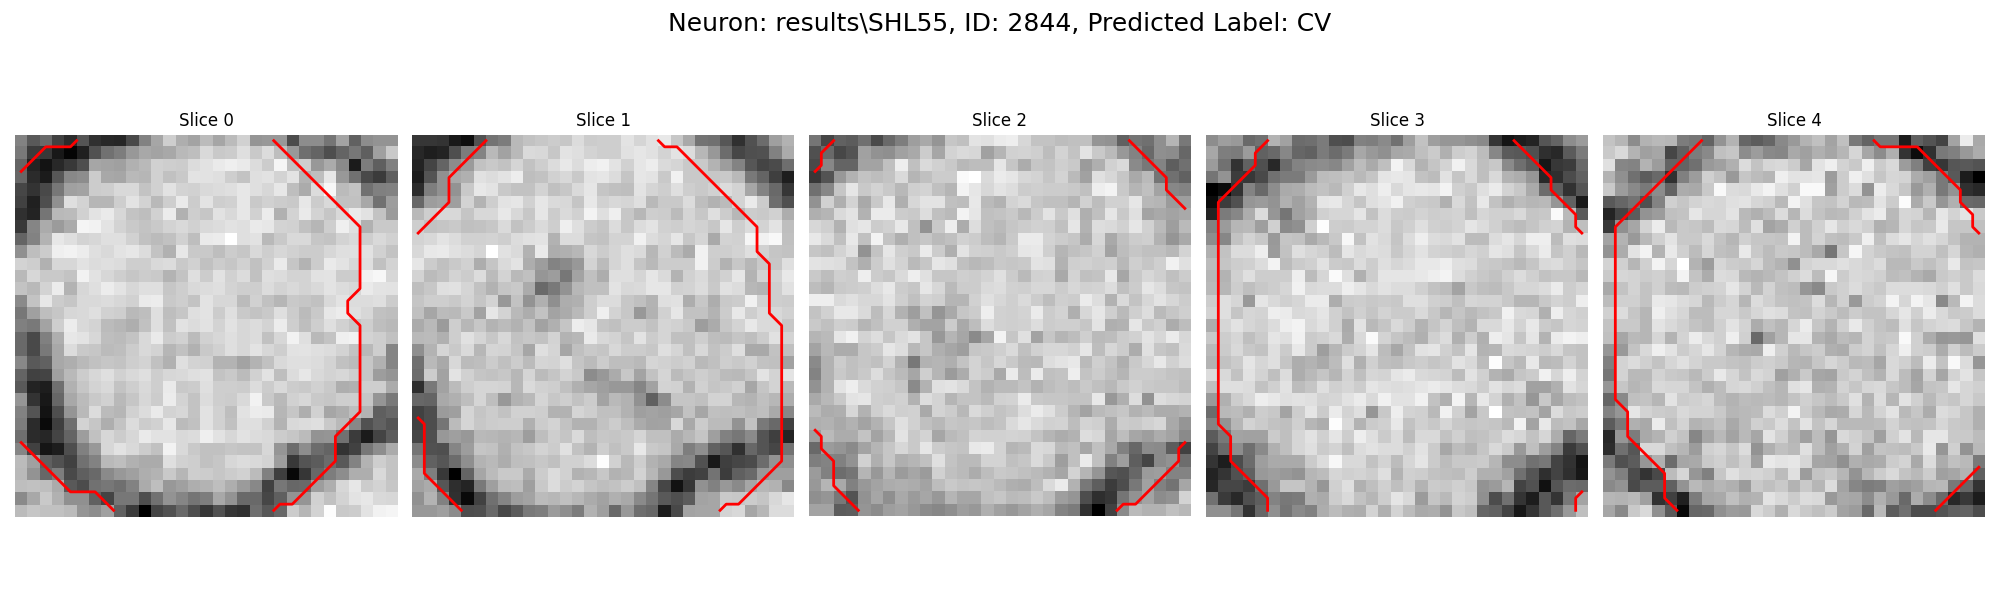 Neuron: results\SHL55, ID: 2844, Predicted Label: CV
Slice 0
Slice 1
Slice 2
Slice 3
Slice 4